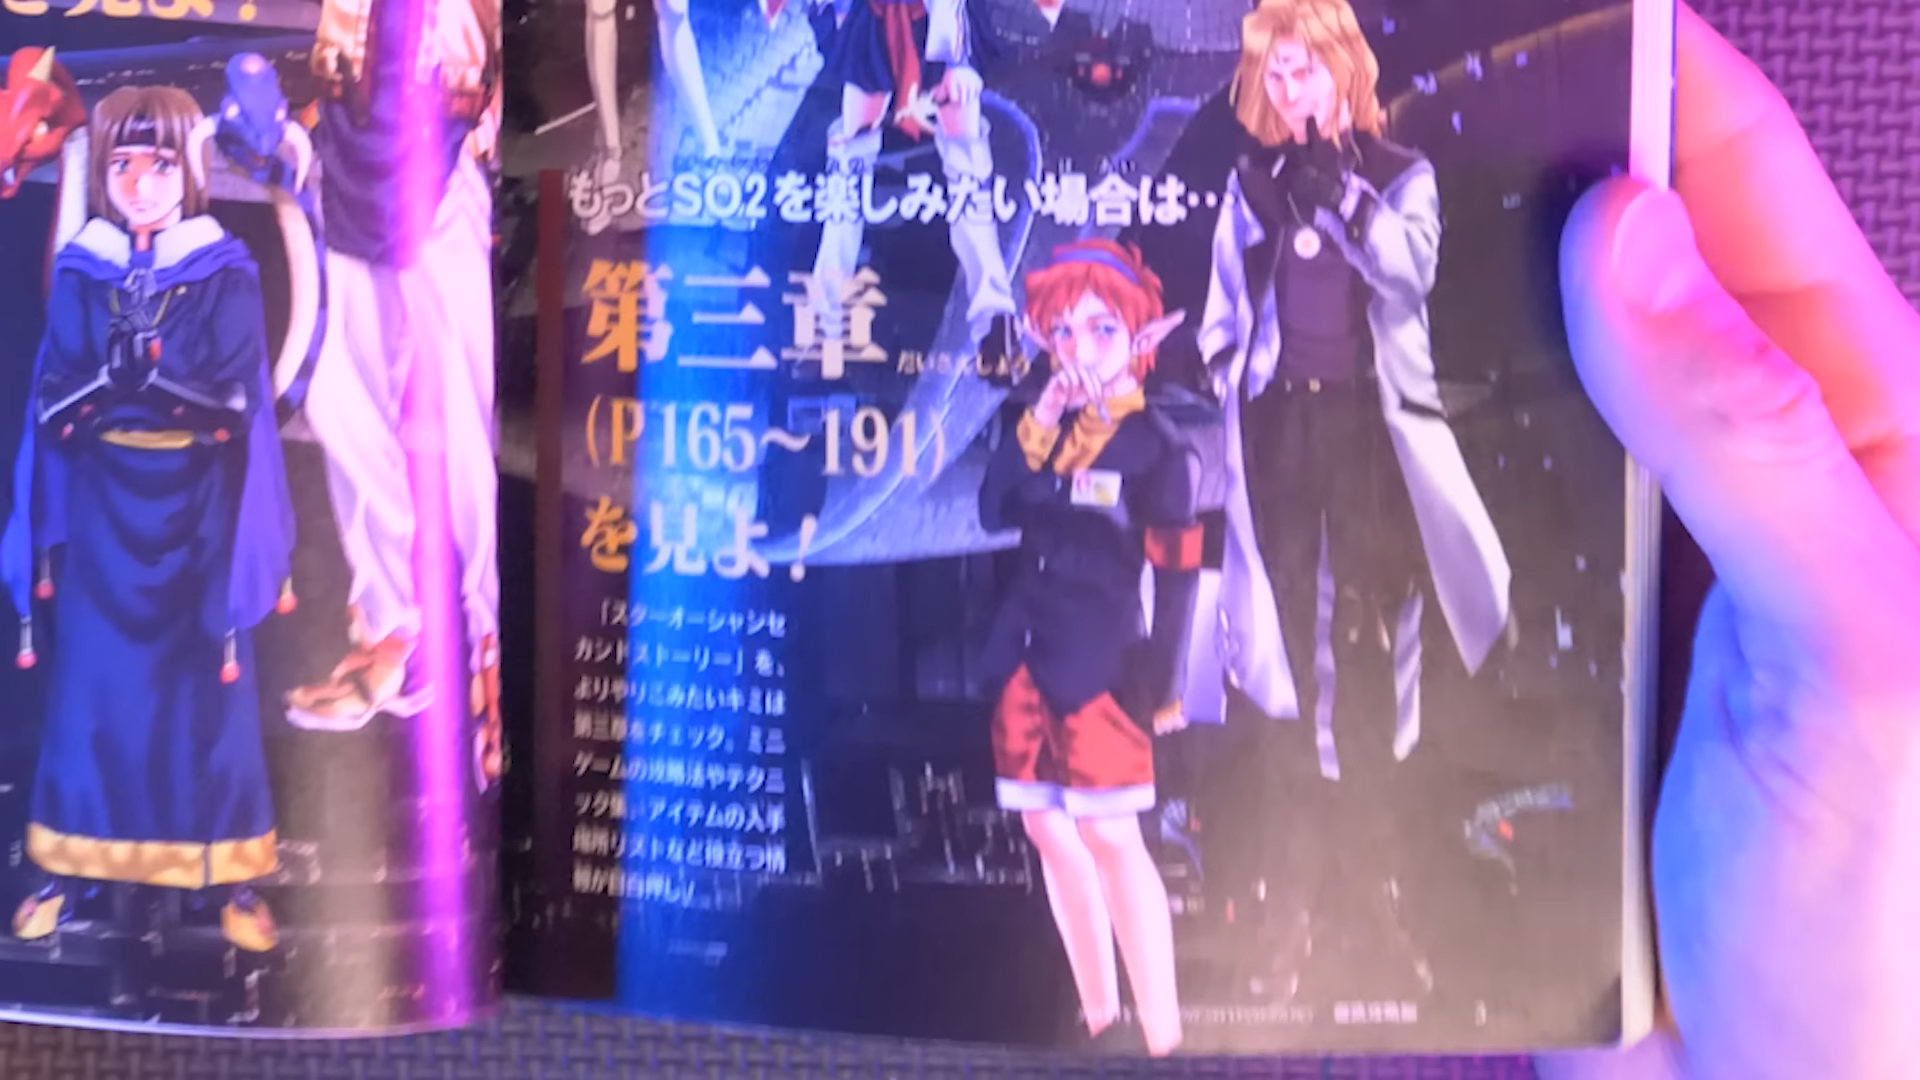 を見よ！
もっとSO2を楽しみたい場合は…
第三章
だいさんしょう
(P165～191)
を見よ！
「スターオーシャンセ
カンドストーリー」を、
よりやりこみたいキミは
第三章をチェック。ミニ
ゲームの攻略法やテクニ
ック集、アイテムの入手
場所リストなど役立つ情
報が目白押し！
3